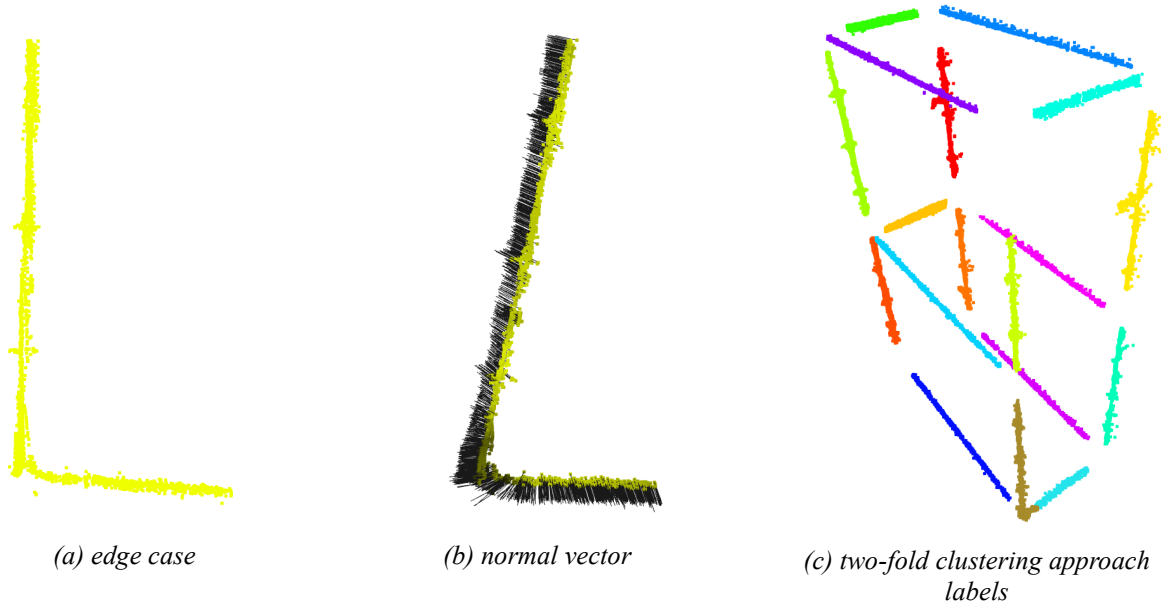 (a) edge case
(b) normal vector
(c) two-fold clustering approach
labels